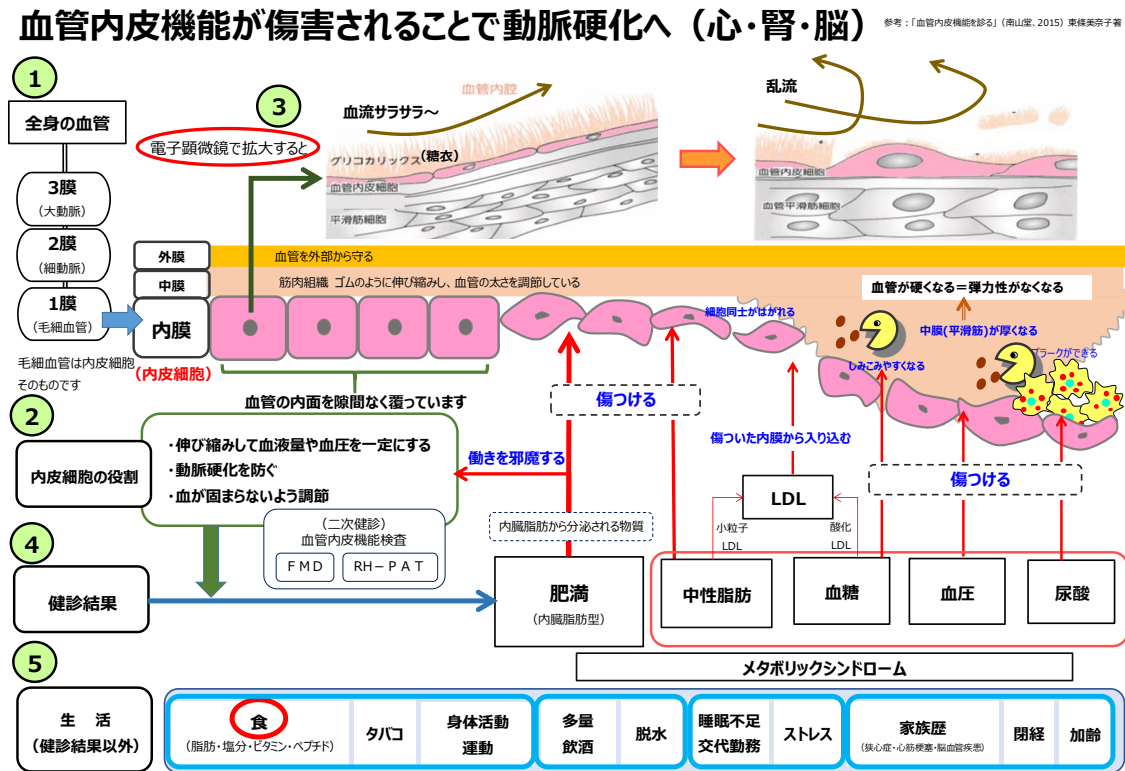 血管内皮機能が傷害されることで動脈硬化へ（心・腎・脳）
参考：「血管内皮機能を診る」（南山堂、2015）東條美奈子著
1
全身の血管
3膜
（大動脈）
2膜
（細動脈）
1膜
（毛細血管）
毛細血管は内皮細胞
そのものです
3
電子顕微鏡で拡大すると
血管内腔
血流サラサラ～
グリコカリックス(糖衣)
血管内皮細胞
平滑筋細胞
乱流
血管内皮細胞
血管平滑筋細胞
外膜
血管を外部から守る
中膜
筋肉組織 ゴムのように伸び縮みし、血管の太さを調節している
内膜
(内皮細胞)
血管の内面を隙間なく覆っています
細胞同士がはがれる
血管が硬くなる＝弾力性がなくなる
中膜(平滑筋)が厚くなる
しみこみやすくなる
プラークができる
傷つける
傷ついた内膜から入り込む
傷つける
2
内皮細胞の役割
・伸び縮みして血液量や血圧を一定にする
・動脈硬化を防ぐ
・血が固まらないよう調節
働きを邪魔する
内臓脂肪から分泌される物質
LDL
小粒子
LDL
酸化
LDL
（二次健診）
血管内皮機能検査
ＦＭＤ
ＲＨ－ＰＡＴ
4
健診結果
肥満
（内臓脂肪型）
中性脂肪
血糖
血圧
尿酸
メタボリックシンドローム
5
生 活
（健診結果以外）
食
（脂肪・塩分・ビタミン・ペプチド）
タバコ
身体活動
運動
多量
飲酒
脱水
睡眠不足
交代勤務
ストレス
家族歴
（狭心症・心筋梗塞・脳血管疾患）
閉経
加齢